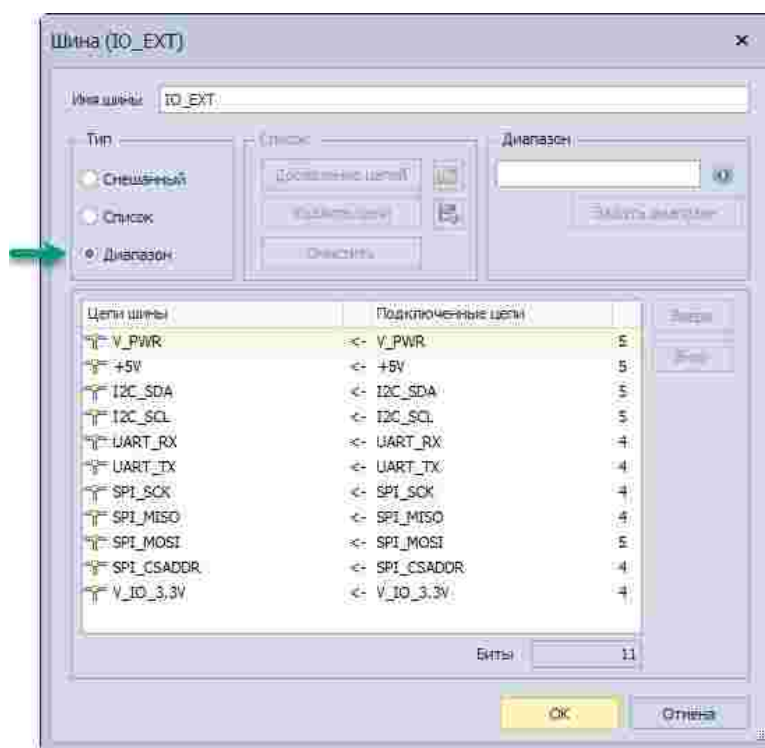 Шина (IO_EXT)
Имя шины IO_EXT
Тип
Список
Диапазон
Смешанный
Добавление цепей
Список
Удалить цепи
Задать диапазон
Диапазон
Очистить
Цепи шины Подключенные цепи
Вверх
V_PWR <- V_PWR 5
Вниз
+5V <- +5V 5
I2C_SDA <- I2C_SDA 5
I2C_SCL <- I2C_SCL 5
UART_RX <- UART_RX 4
UART_TX <- UART_TX 4
SPI_SCK <- SPI_SCK 4
SPI_MISO <- SPI_MISO 4
SPI_MOSI <- SPI_MOSI 5
SPI_CSADDR <- SPI_CSADDR 4
V_IO_3.3V <- V_IO_3.3V 4
Биты 11
OK Отмена